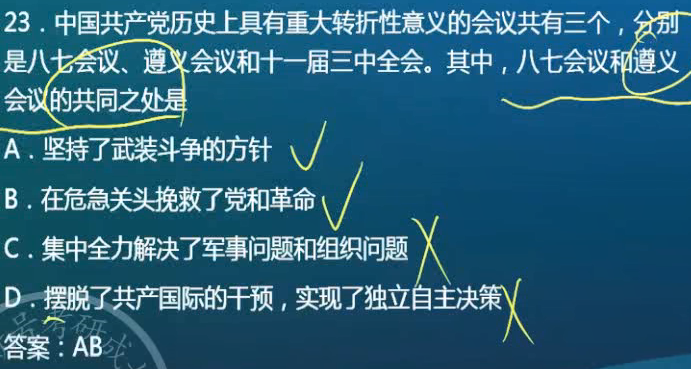 23．中国共产党历史上具有重大转折性意义的会议共有三个，分别
是八七会议、遵义会议和十一届三中全会。其中，八七会议和遵义
会议的共同之处是
A．坚持了武装斗争的方针
B．在危急关头挽救了党和革命
C．集中全力解决了军事问题和组织问题
D．摆脱了共产国际的干预，实现了独立自主决策
答案：AB